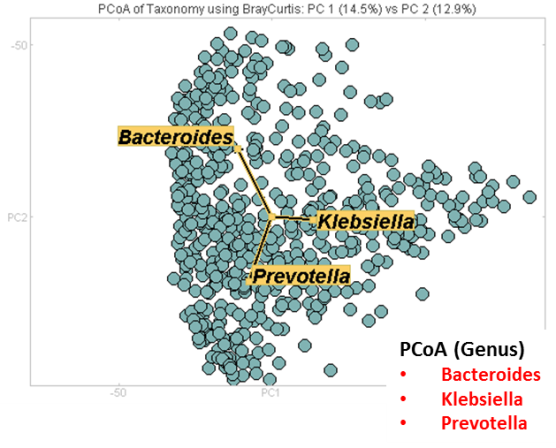 PCoA of Taxonomy using BrayCurtis: PC 1 (14.5%) vs PC 2 (12.9%)
-50
Bacteroides
PC2
Klebsiella
Prevotella
PCoA (Genus)
• Bacteroides
• Klebsiella
• Prevotella
-50
PC1